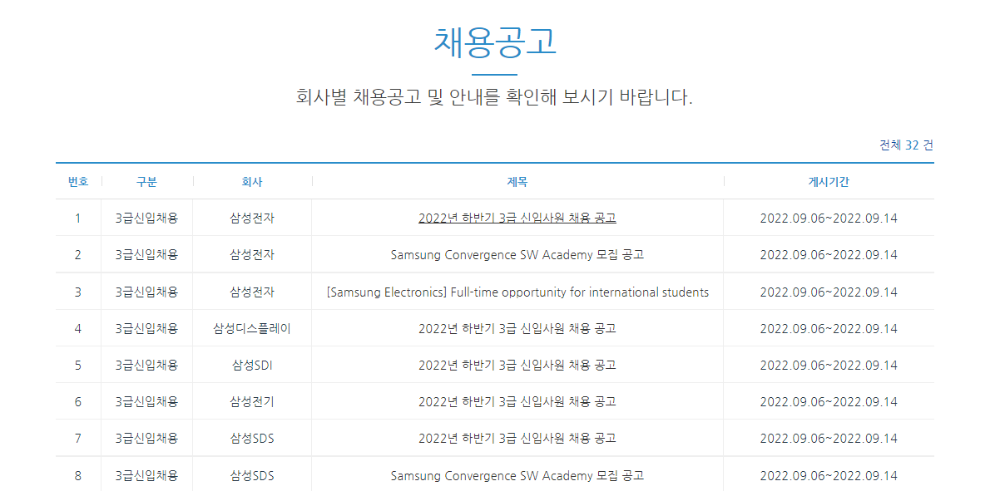 채용공고
회사별 채용공고 및 안내를 확인해 보시기 바랍니다.
전체 32 건
번호 구분 회사 제목 게시기간
1 3급신입채용 삼성전자 2022년 하반기 3급 신입사원 채용 공고 2022.09.06~2022.09.14
2 3급신입채용 삼성전자 Samsung Convergence SW Academy 모집 공고 2022.09.06~2022.09.14
3 3급신입채용 삼성전자 [Samsung Electronics] Full-time opportunity for international students 2022.09.06~2022.09.14
4 3급신입채용 삼성디스플레이 2022년 하반기 3급 신입사원 채용 공고 2022.09.06~2022.09.14
5 3급신입채용 삼성SDI 2022년 하반기 3급 신입사원 채용 공고 2022.09.06~2022.09.14
6 3급신입채용 삼성전기 2022년 하반기 3급 신입사원 채용 공고 2022.09.06~2022.09.14
7 3급신입채용 삼성SDS 2022년 하반기 3급 신입사원 채용 공고 2022.09.06~2022.09.14
8 3급신입채용 삼성SDS Samsung Convergence SW Academy 모집 공고 2022.09.06~2022.09.14